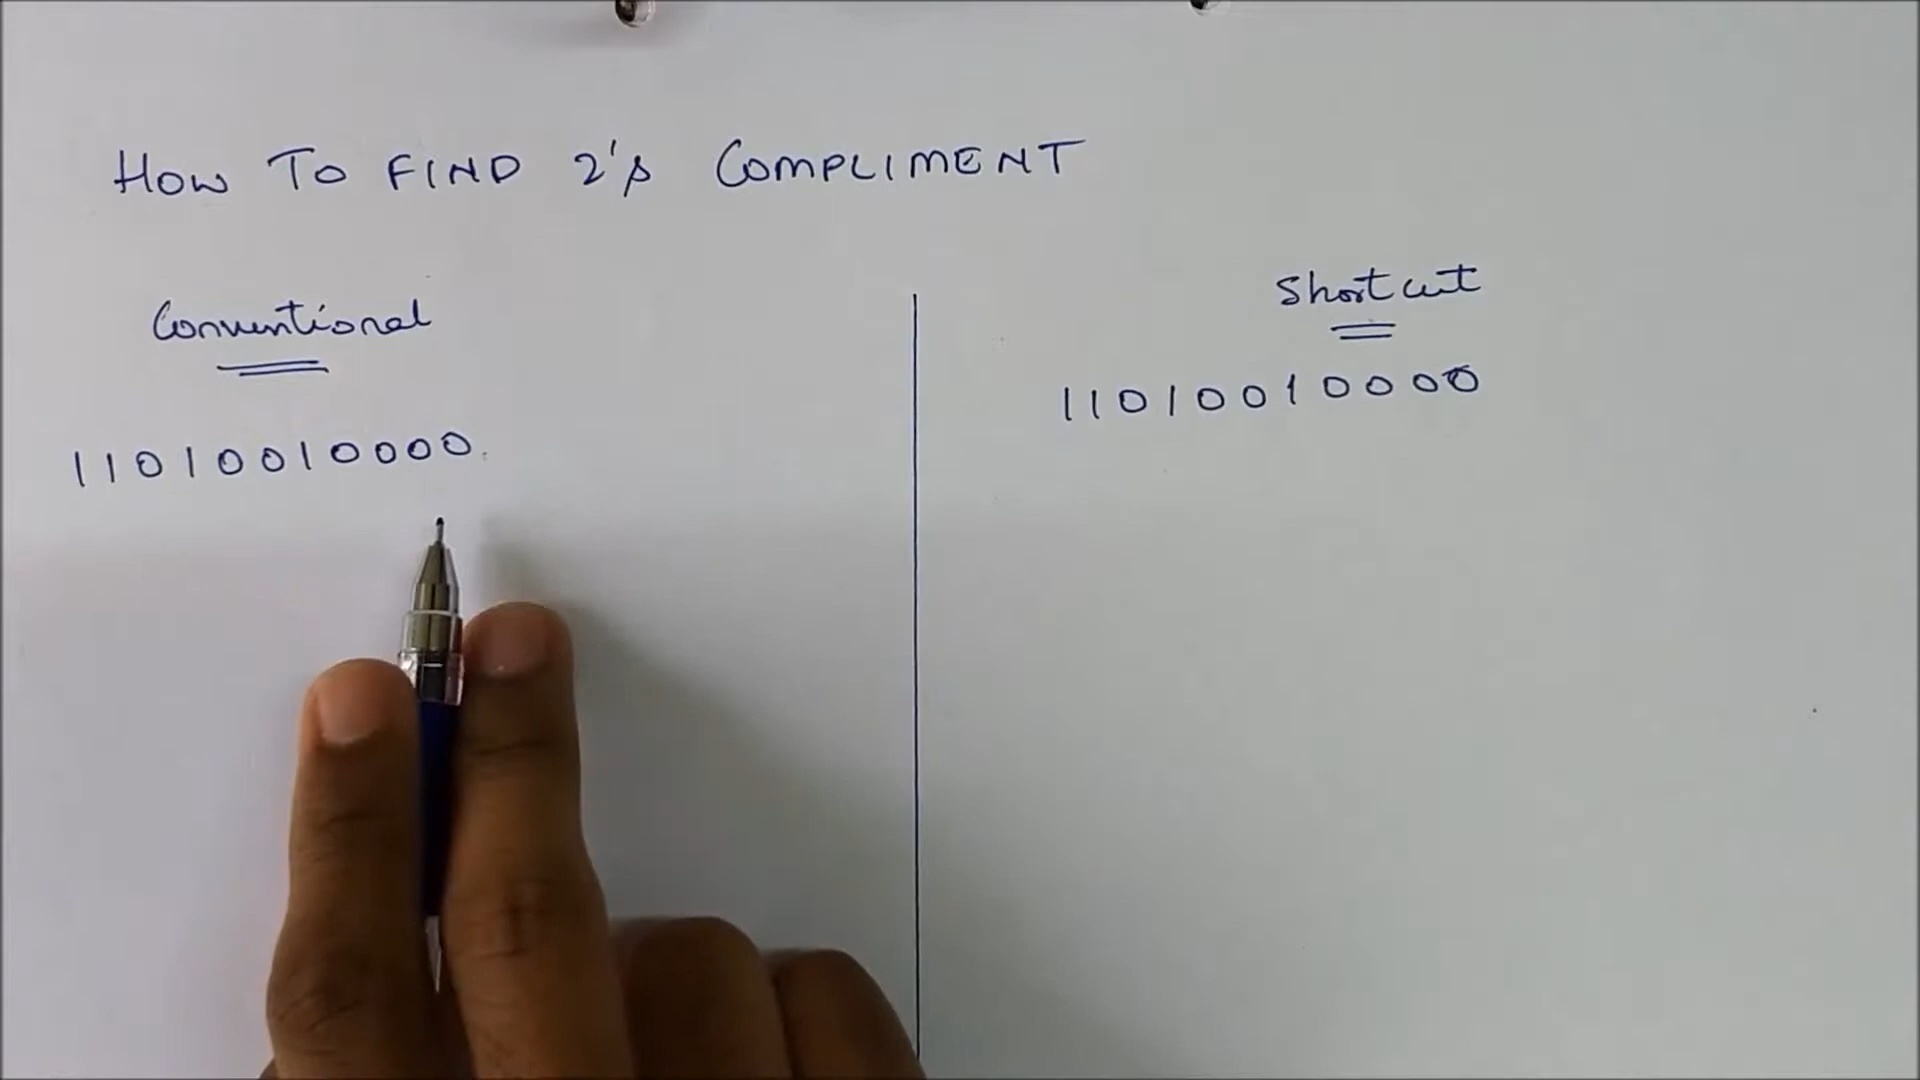 HOW TO FIND 2's COMPLIMENT
Conventional
11010010000
Shortcut
11010010000